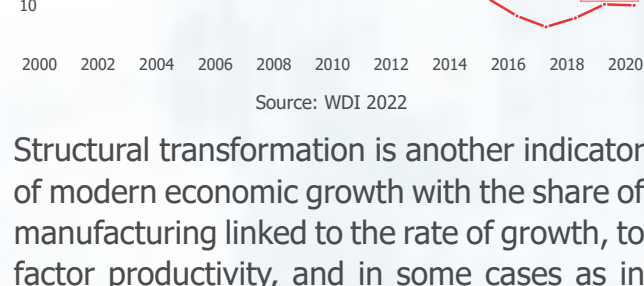 10
2000 2002 2004 2006 2008 2010 2012 2014 2016 2018 2020
Source: WDI 2022
Structural transformation is another indicator
of modern economic growth with the share of
manufacturing linked to the rate of growth, to
factor productivity, and in some cases as in